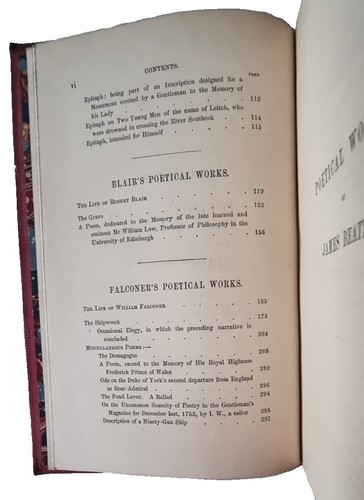 vi
CONTENTS.
PAGE
Epitaph: being part of an Inscription designed for a
Monument erected by a Gentleman to the Memory of
his Lady . . . . . 113
Epitaph on Two Young Men of the name of Leitch, who
were drowned in crossing the River Southesk . . 114
Epitaph, intended for Himself . . . . 115
BLAIR'S POETICAL WORKS.
THE LIFE OF ROBERT BLAIR . . . . 119
The Grave . . . . . . 133
A Poem, dedicated to the Memory of the late learned and
eminent Mr William Law, Professor of Philosophy in the
University of Edinburgh . . . . 156
FALCONER'S POETICAL WORKS.
THE LIFE OF WILLIAM FALCONER . . . . 163
The Shipwreck . . . . . 175
" Occasional Elegy, in which the preceding narrative is
concluded . . . . . 264
MISCELLANEOUS POEMS:—
The Demagogue . . . . . 268
A Poem, sacred to the Memory of His Royal Highness
Frederick Prince of Wales . . . . 283
Ode on the Duke of York's second departure from England
as Rear Admiral . . . . . 286
The Fond Lover. A Ballad . . . . 294
On the Uncommon Scarcity of Poetry in the Gentleman's
Magazine for December last, 1755, by I. W., a sailor 295
Description of a Ninety-Gun Ship . . . 297
POETICAL WO
OF
JAMES BEATT